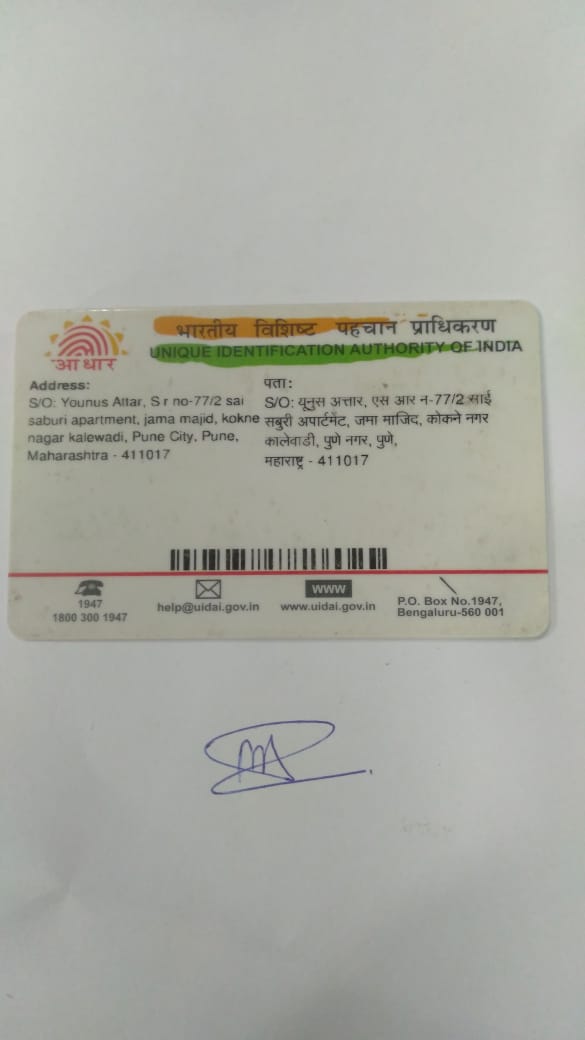 भारतीय विशिष्ट पहचान प्राधिकरण
UNIQUE IDENTIFICATION AUTHORITY OF INDIA
आधार
Address:
S/O: Younus Attar, S r no-77/2 sai
saburi apartment, jama majid, kokne
nagar kalewadi, Pune City, Pune,
Maharashtra - 411017
पता:
S/O: यूनुस अत्तार, एस आर न-77/2 साई
सबुरी अपार्टमेंट, जमा माजिद, कोकने नगर
कालेवाडी, पुणे नगर, पुणे,
महाराष्ट्र - 411017
1947
1800 300 1947
help@uidai.gov.in
www
www.uidai.gov.in
P.O. Box No.1947,
Bengaluru-560 001